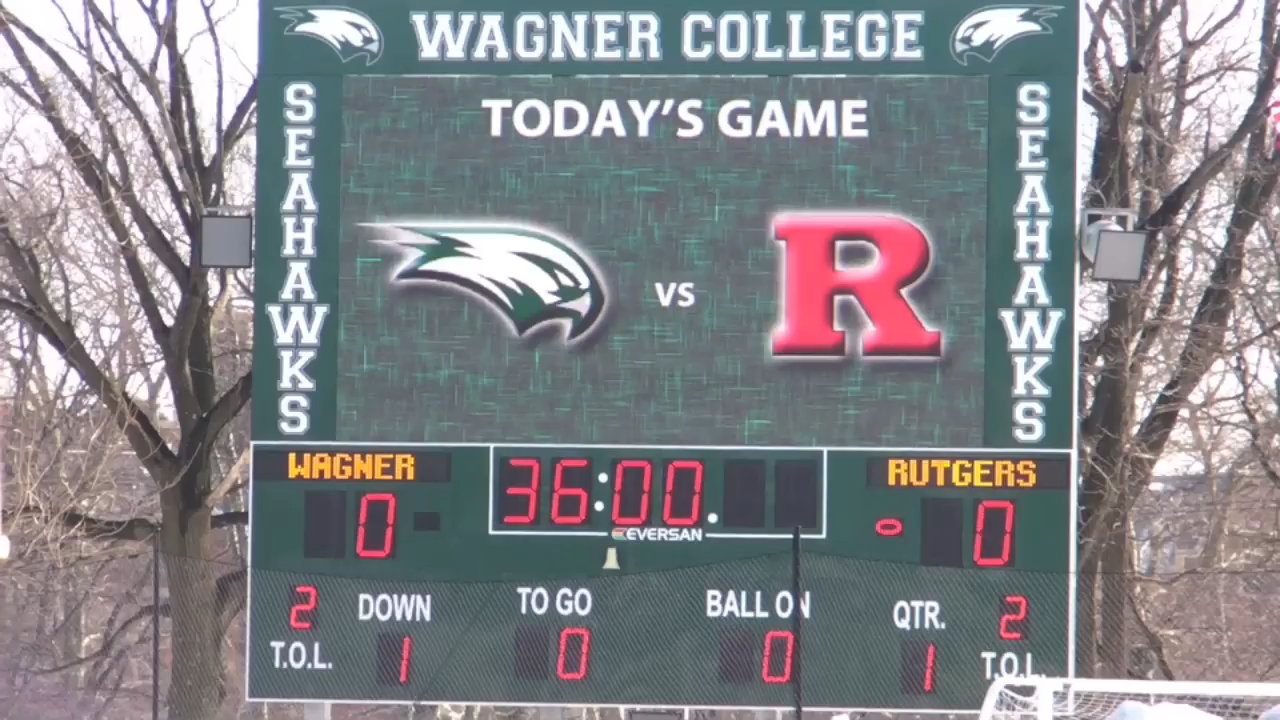 WAGNER COLLEGE
SEAHAWKS
TODAY'S GAME
SEAHAWKS
VS
R
WAGNER
36:00.
RUTGERS
0
0
EVERSAN
2
DOWN
TO GO
BALL ON
QTR.
2
T.O.L.
1
0
0
1
T.O.L.